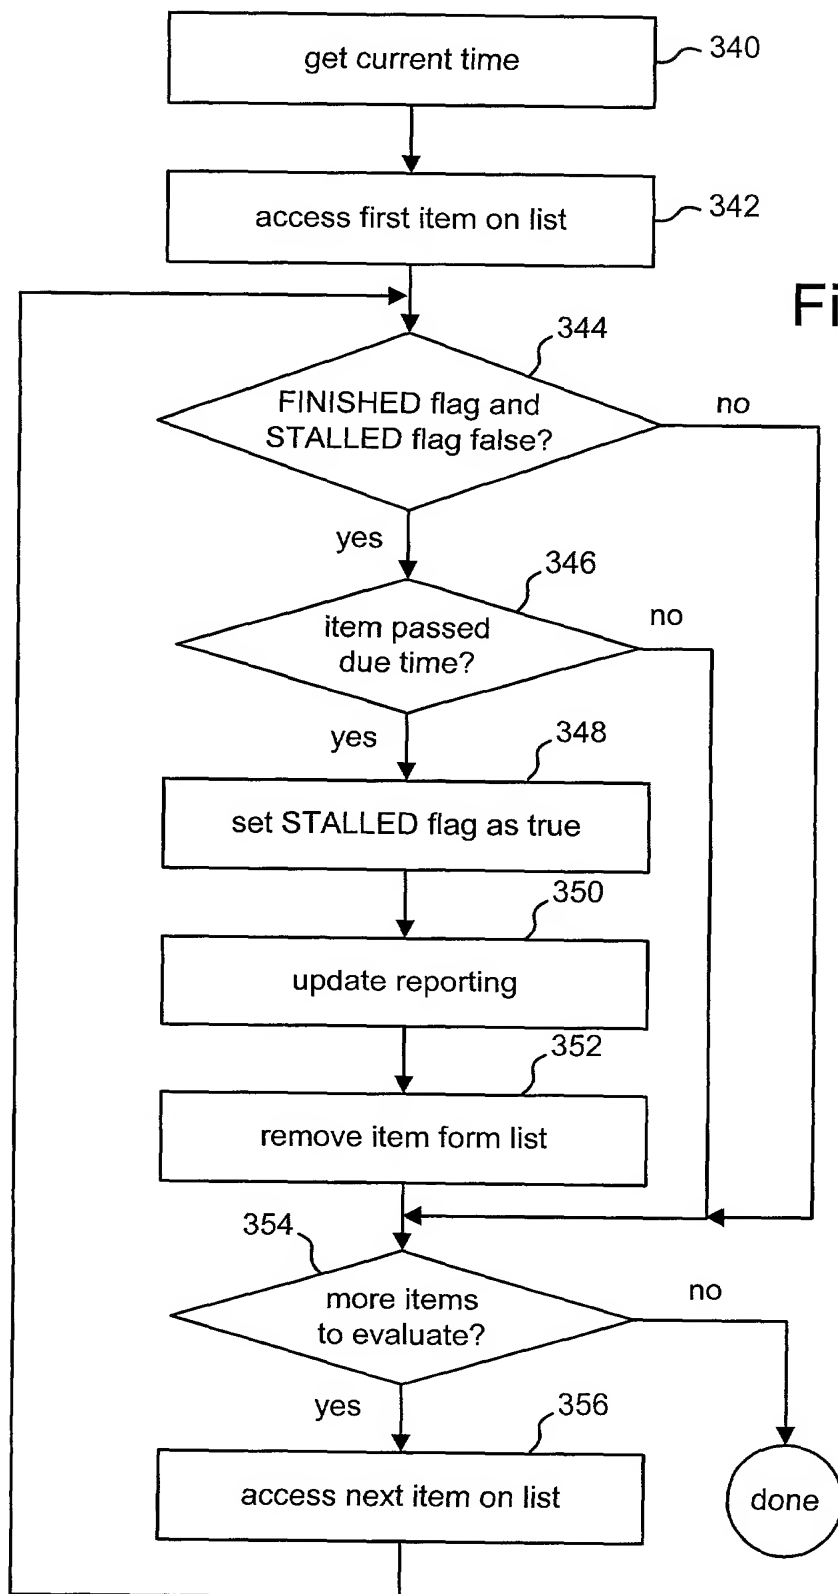 get current time
340
access first item on list
342
Fi
344
FINISHED flag and
STALLED flag false?
no
yes
346
item passed
due time?
no
yes
348
set STALLED flag as true
350
update reporting
352
remove item form list
354
more items
to evaluate?
no
yes
356
access next item on list
done